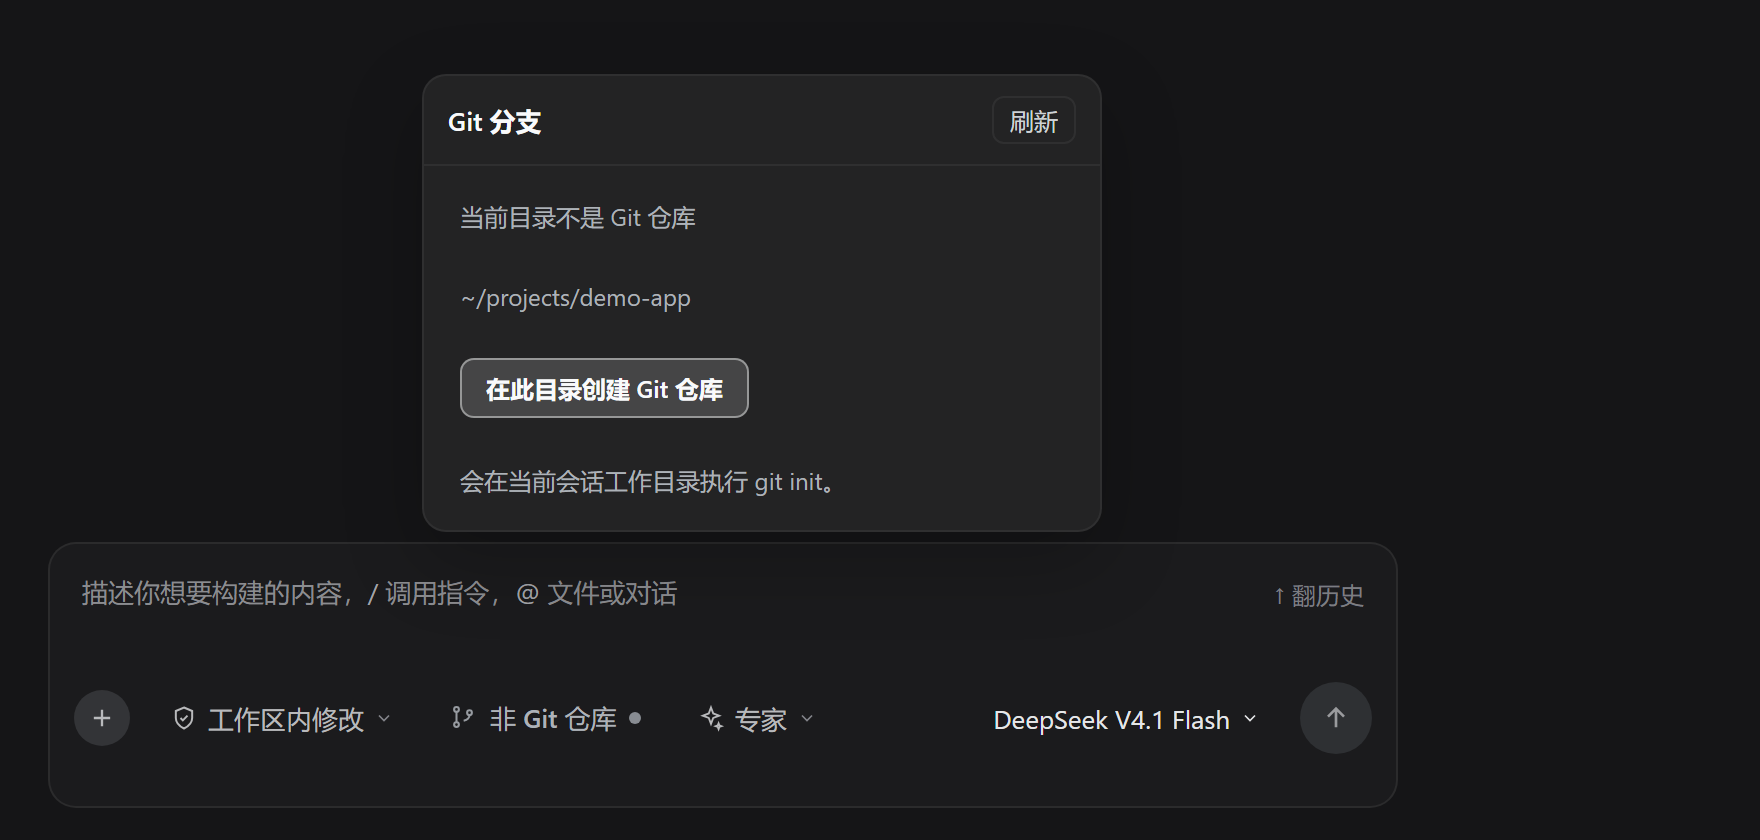 Git 分支
刷新
当前目录不是 Git 仓库
~/projects/demo-app
在此目录创建 Git 仓库
会在当前会话工作目录执行 git init。
描述你想要构建的内容，/ 调用指令，@ 文件或对话
↑ 翻历史
工作区内修改
非 Git 仓库
专家
DeepSeek V4.1 Flash